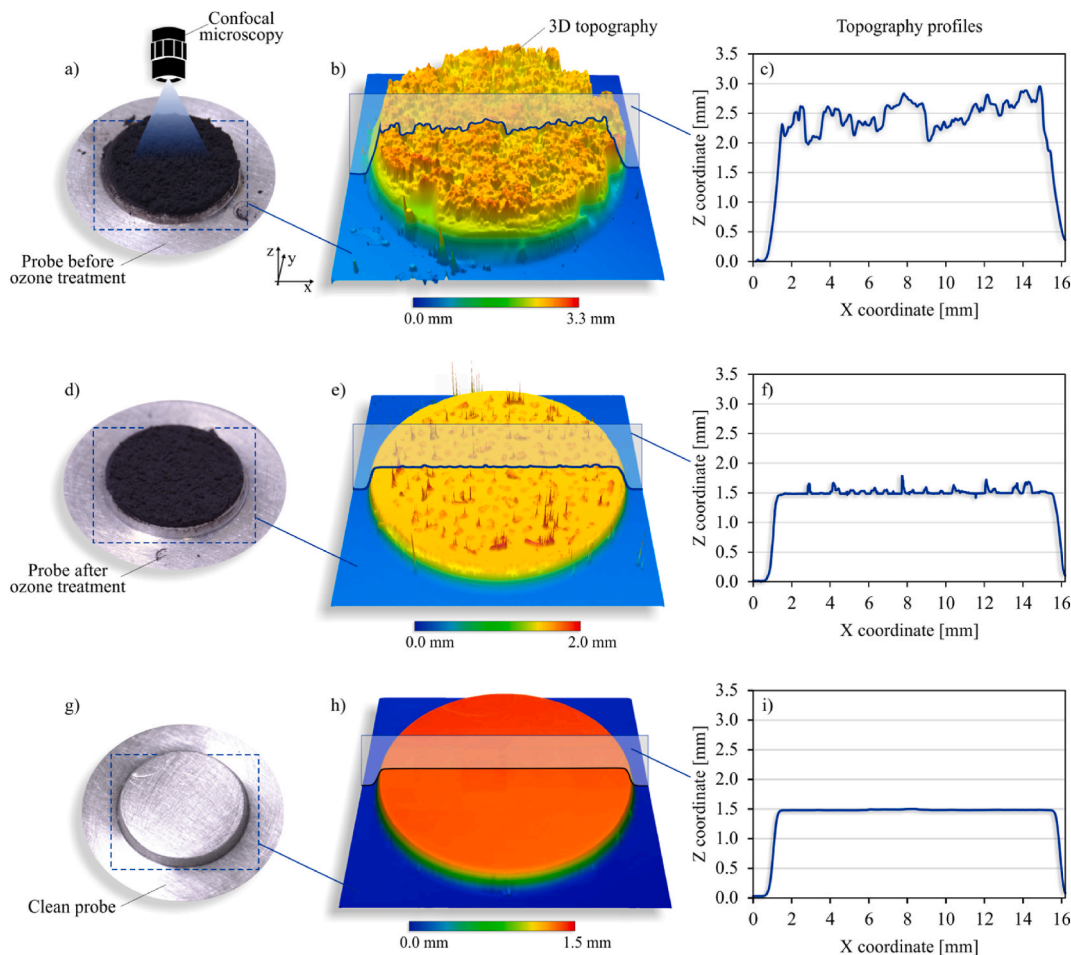 Confocal
microscopy
a)
Probe before
ozone treatment
z
y
x
b)
3D topography
0.0 mm 3.3 mm
Topography profiles
c)
Z coordinate [mm]
3.5
3.0
2.5
2.0
1.5
1.0
0.5
0.0
0 2 4 6 8 10 12 14 16
X coordinate [mm]
d)
Probe after
ozone treatment
e)
0.0 mm 2.0 mm
f)
Z coordinate [mm]
3.5
3.0
2.5
2.0
1.5
1.0
0.5
0.0
0 2 4 6 8 10 12 14 16
X coordinate [mm]
g)
Clean probe
h)
0.0 mm 1.5 mm
i)
Z coordinate [mm]
3.5
3.0
2.5
2.0
1.5
1.0
0.5
0.0
0 2 4 6 8 10 12 14 16
X coordinate [mm]